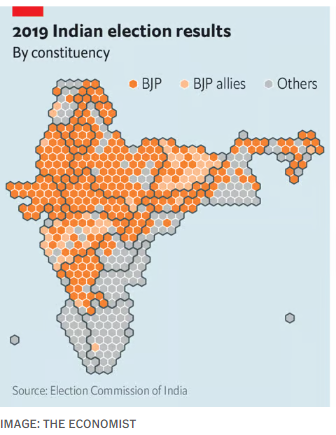 2019 Indian election results
By constituency
BJP BJP allies Others
Source: Election Commission of India
IMAGE: THE ECONOMIST